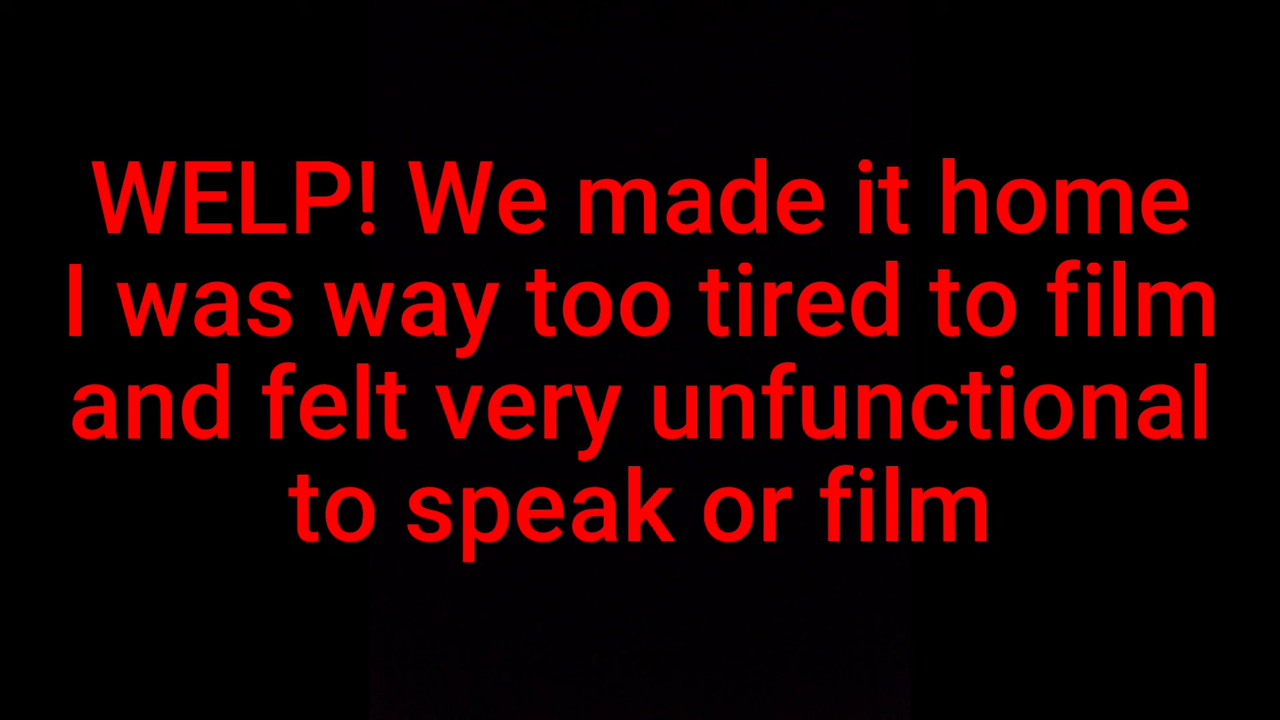 WELP! We made it home
I was way too tired to film
and felt very unfunctional
to speak or film